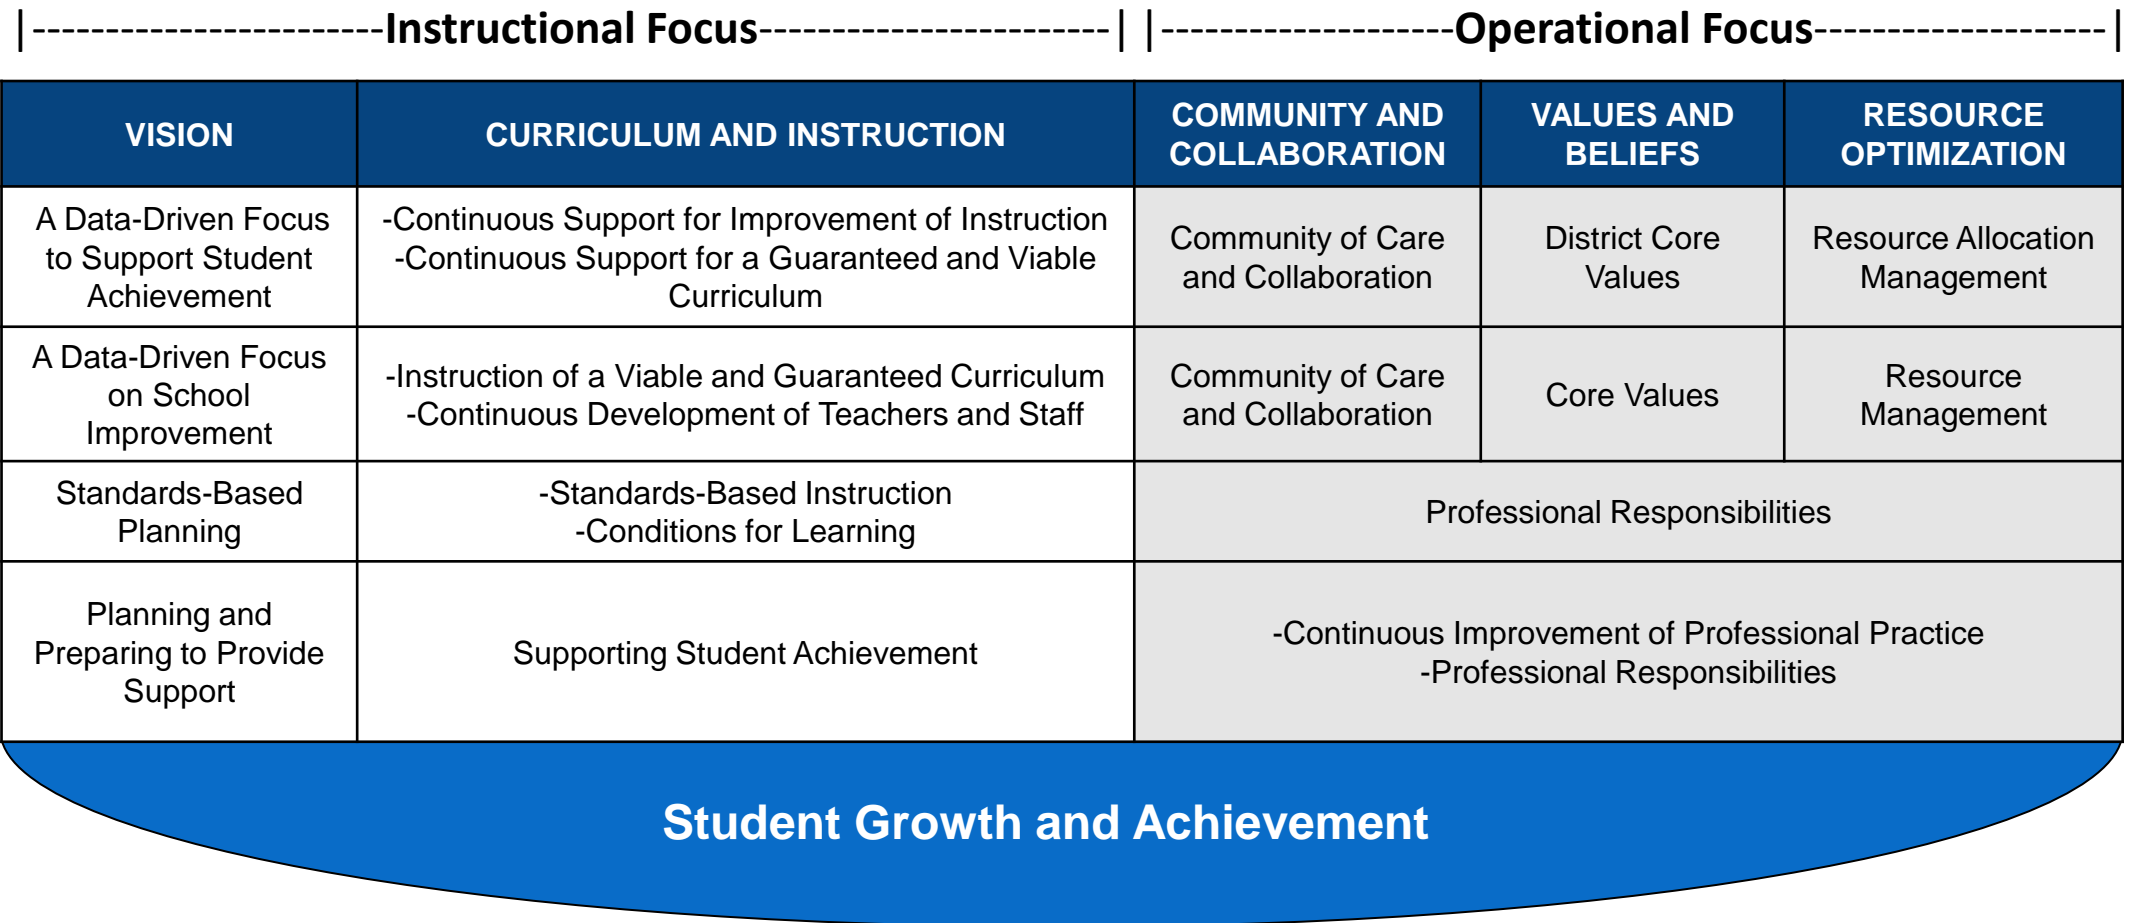 |------------------------Instructional Focus------------------------| |--------------------Operational Focus--------------------|
VISION
CURRICULUM AND INSTRUCTION
COMMUNITY AND
COLLABORATION
VALUES AND
BELIEFS
RESOURCE
OPTIMIZATION
A Data-Driven Focus
to Support Student
Achievement
-Continuous Support for Improvement of Instruction
-Continuous Support for a Guaranteed and Viable
Curriculum
Community of Care
and Collaboration
District Core
Values
Resource Allocation
Management
A Data-Driven Focus
on School
Improvement
-Instruction of a Viable and Guaranteed Curriculum
-Continuous Development of Teachers and Staff
Community of Care
and Collaboration
Core Values
Resource
Management
Standards-Based
Planning
-Standards-Based Instruction
-Conditions for Learning
Professional Responsibilities
Planning and
Preparing to Provide
Support
Supporting Student Achievement
-Continuous Improvement of Professional Practice
-Professional Responsibilities
Student Growth and Achievement